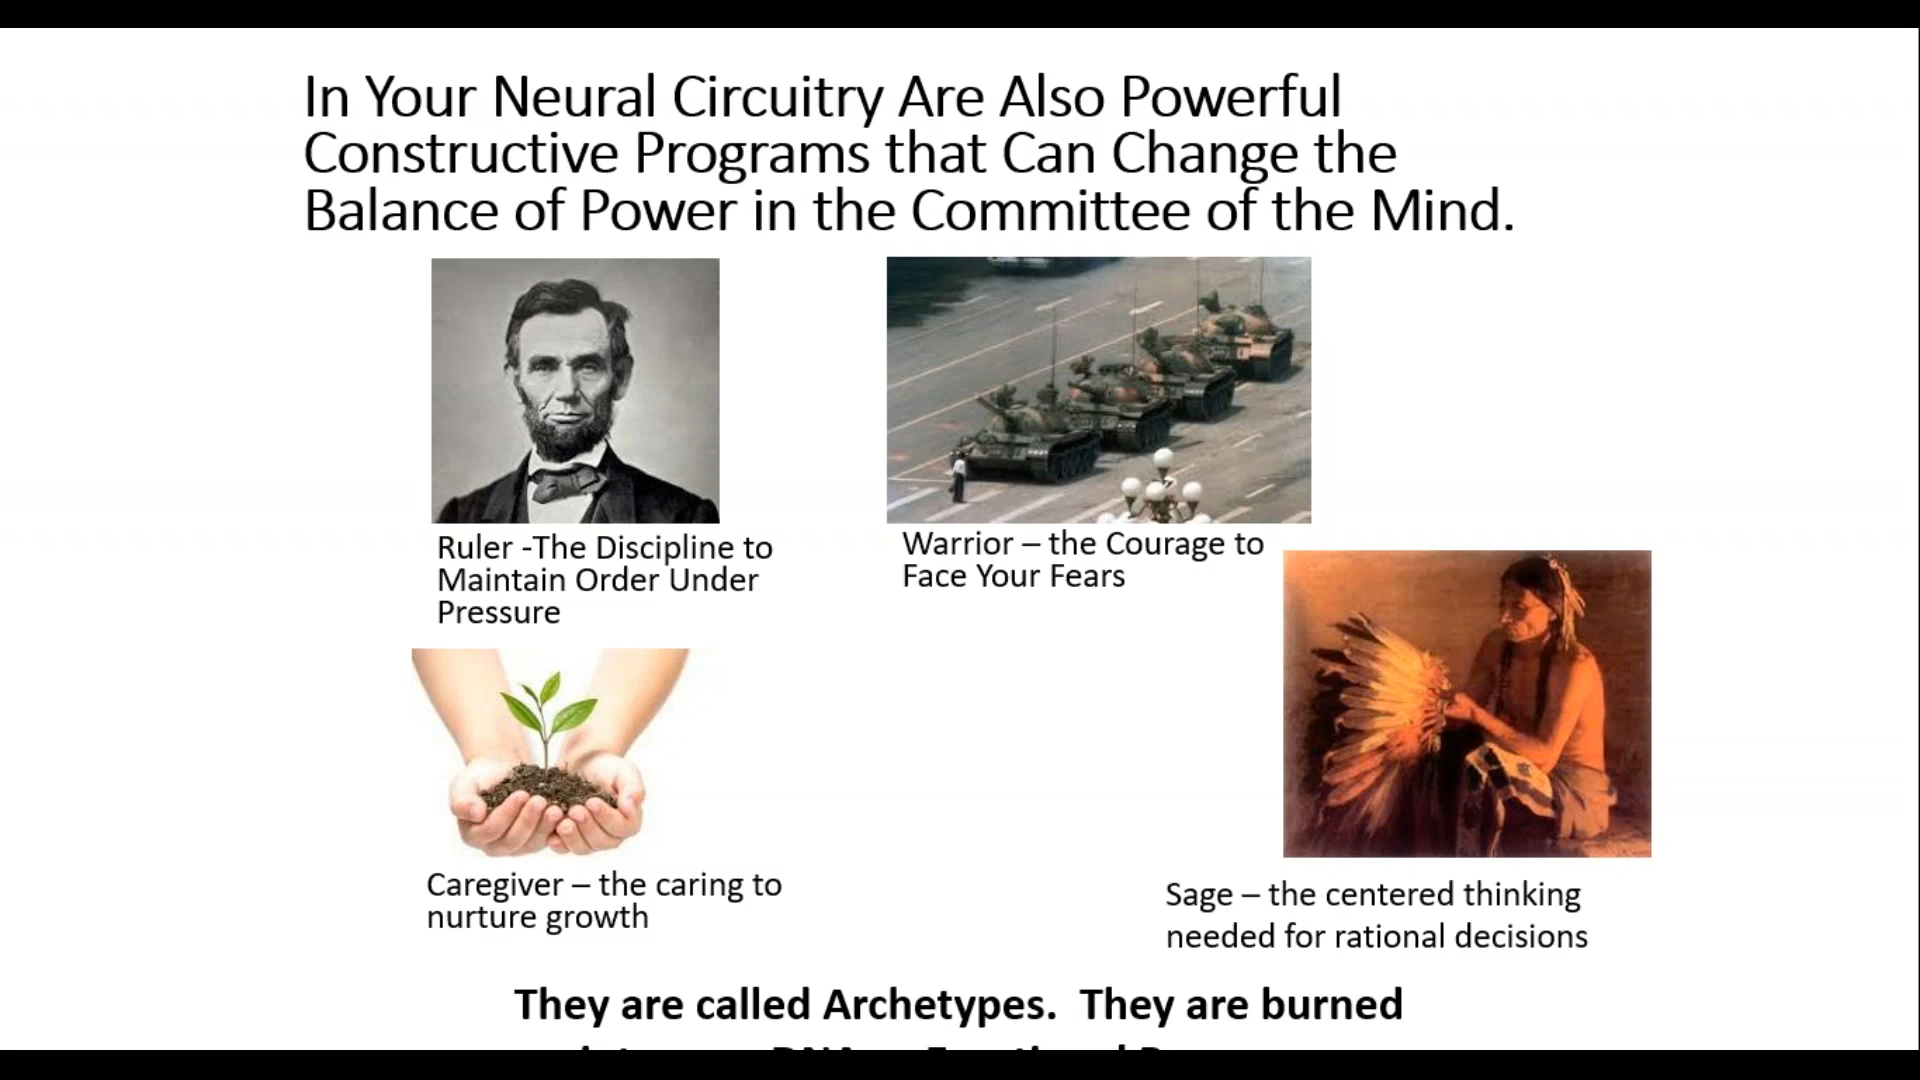 In Your Neural Circuitry Are Also Powerful
Constructive Programs that Can Change the
Balance of Power in the Committee of the Mind.
Ruler -The Discipline to
Maintain Order Under
Pressure
Warrior – the Courage to
Face Your Fears
Caregiver – the caring to
nurture growth
Sage – the centered thinking
needed for rational decisions
They are called Archetypes.  They are burned